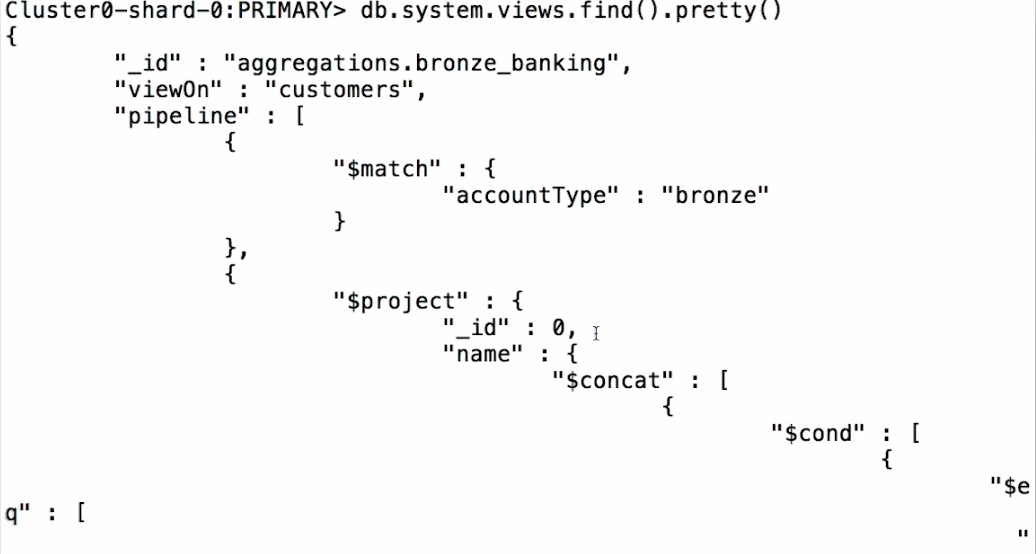 Cluster0-shard-0:PRIMARY> db.system.views.find().pretty()
{
"_id" : "aggregations.bronze_banking",
"viewOn" : "customers",
"pipeline" : [
{
"$match" : {
"accountType" : "bronze"
}
},
{
"$project" : {
"_id" : 0,
"name" : {
"$concat" : [
{
"$cond" : [
{
"$e
q" : [
"